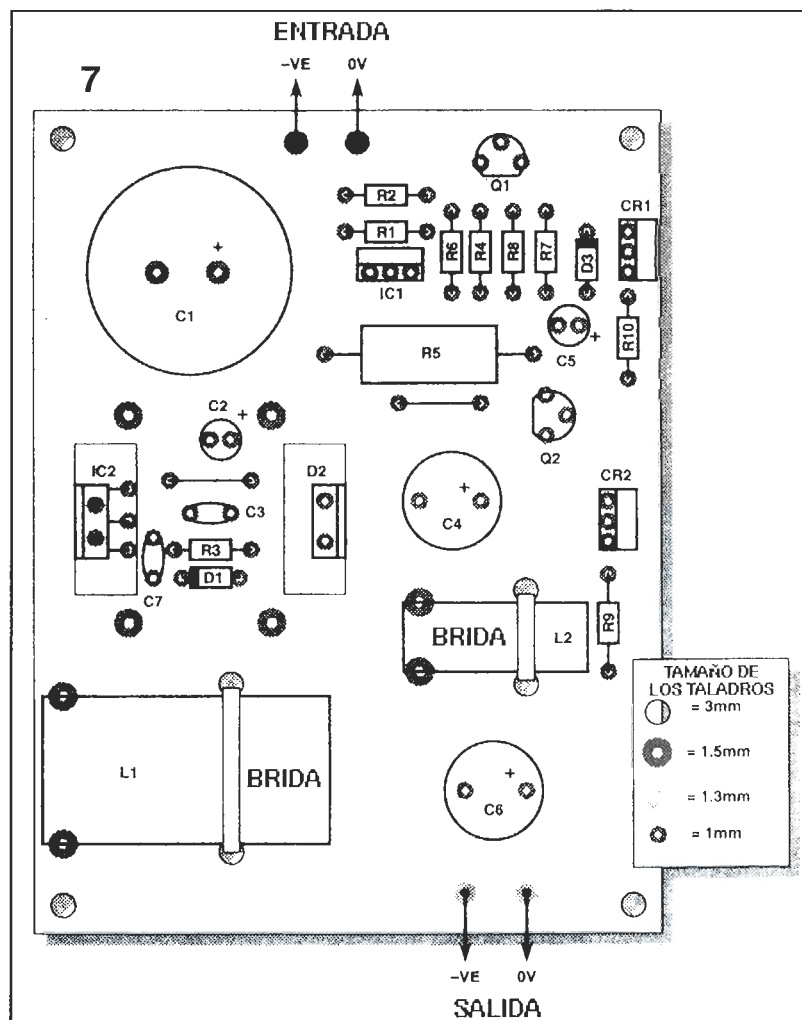 ENTRADA
7
-VE 0V
Q1
CR1
R2
R1
R6 R4 R8 R7 D3
IC1
+
C1
R5
C5 +
R10
C2 +
Q2
IC2
D2
CR2
+
C4
C3
R3
D1
C7
BRIDA L2
R9
TAMAÑO DE
LOS TALADROS
= 3mm
= 1.5mm
= 1.3mm
= 1mm
L1
BRIDA
+
C6
-VE 0V
SALIDA